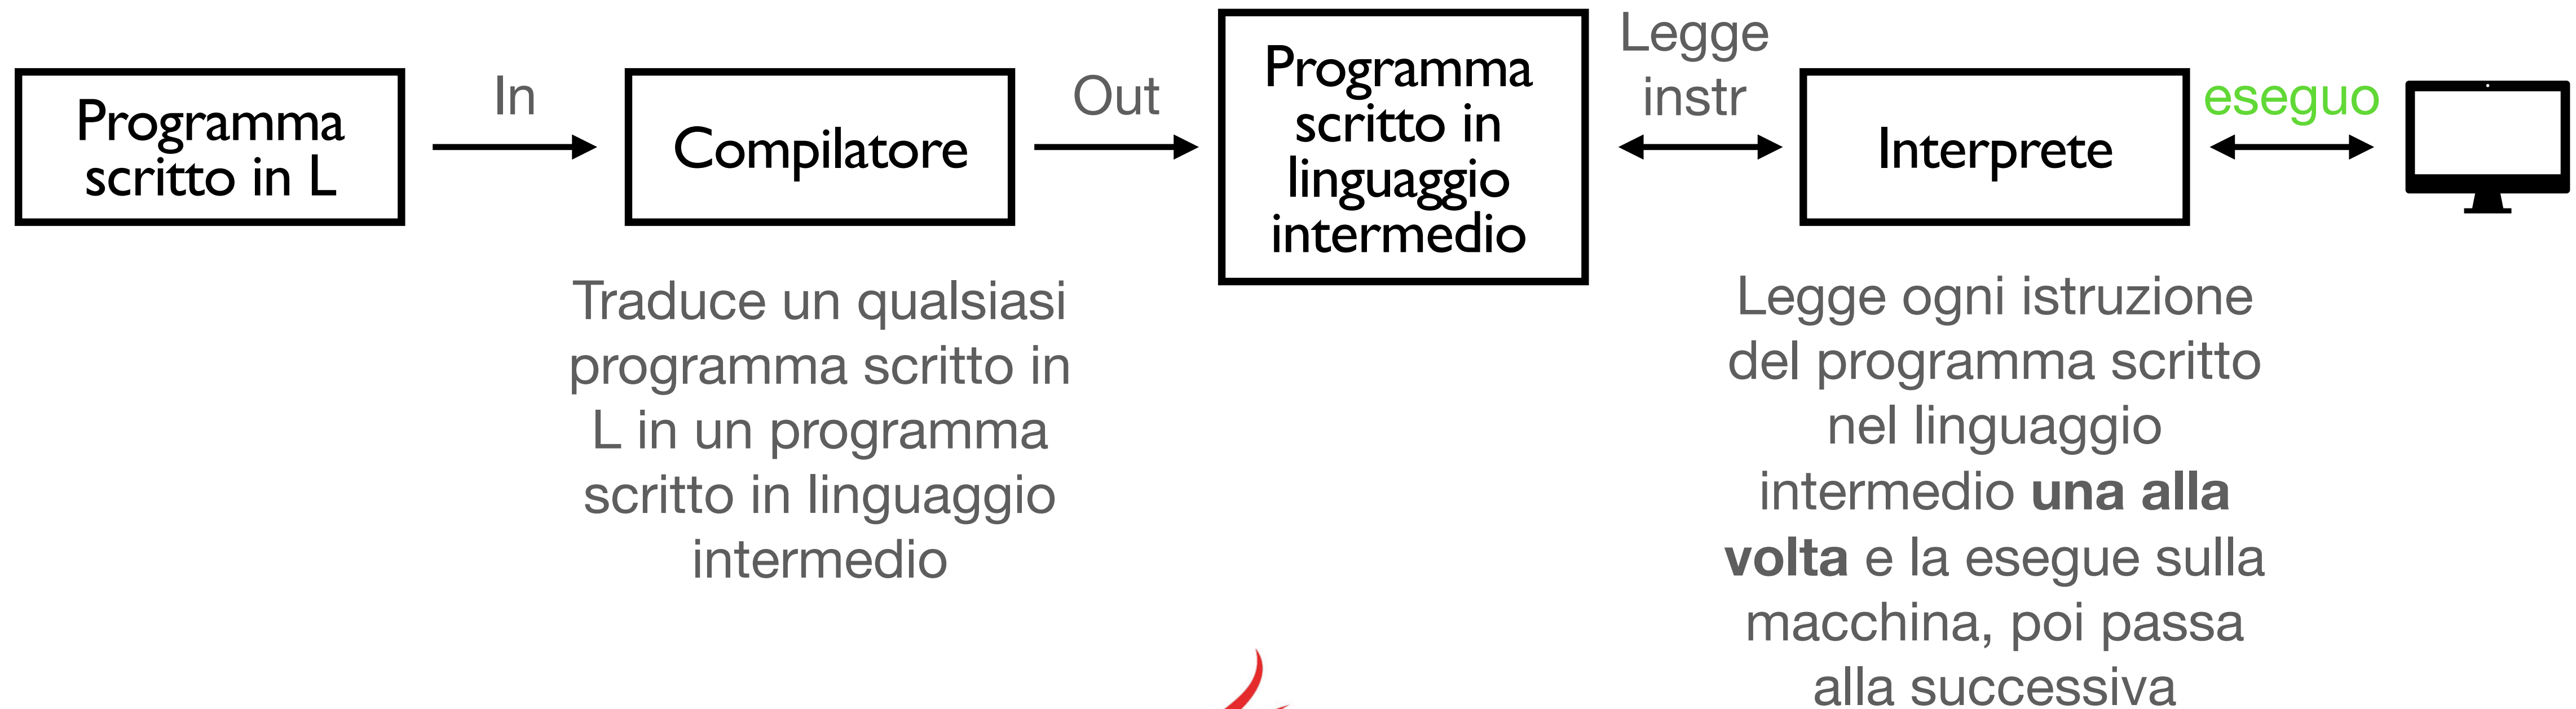 Programma
scritto in L
In
Compilatore
Out
Programma
scritto in
linguaggio
intermedio
Legge
instr
Interprete
eseguo
Traduce un qualsiasi
programma scritto in
L in un programma
scritto in linguaggio
intermedio
Legge ogni istruzione
del programma scritto
nel linguaggio
intermedio una alla
volta e la esegue sulla
macchina, poi passa
alla successiva